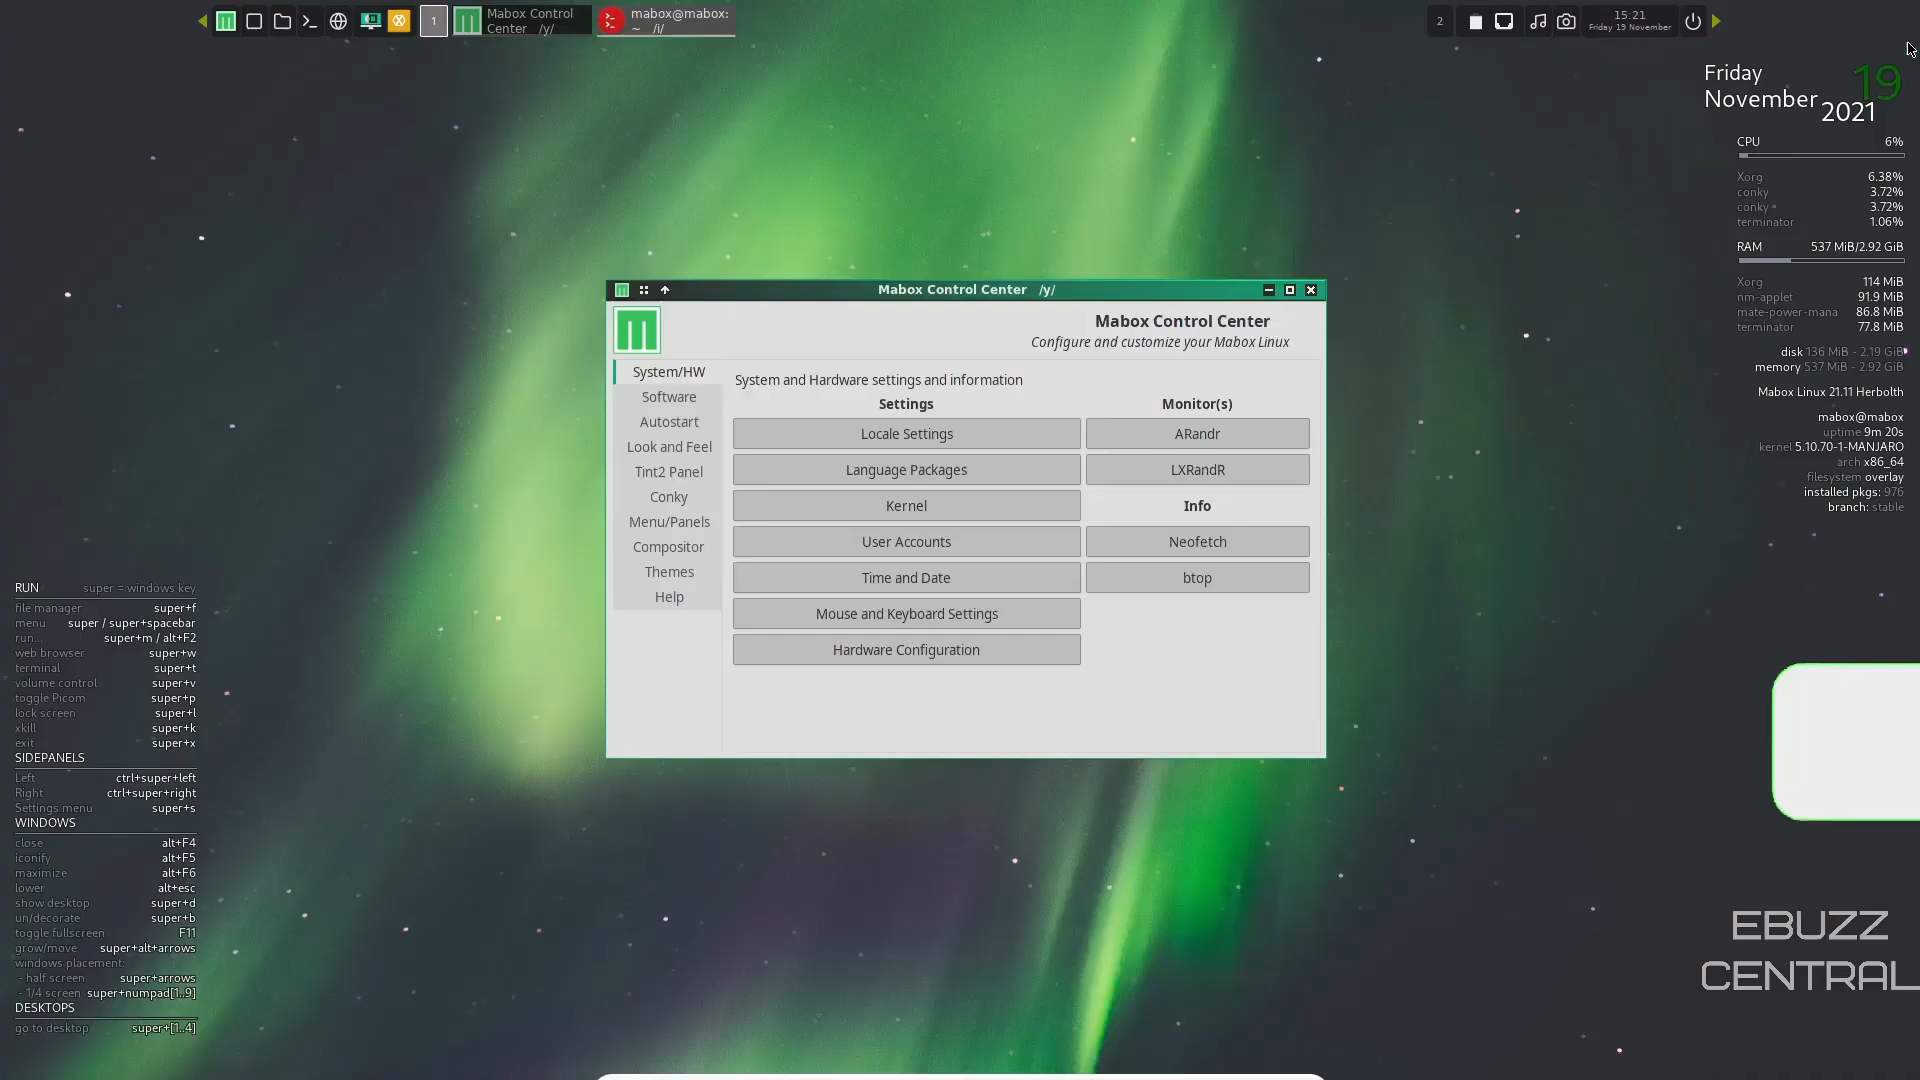 1
Mabox Control
Center /y/
mabox@mabox:
~ /i/
2
15:21
Friday 19 November
Friday 19
November 2021
CPU 6%
Xorg 6.38%
conky 3.72%
conky * 3.72%
terminator 1.06%
RAM 537 MiB/2.92 GiB
Xorg 114 MiB
nm-applet 91.9 MiB
mate-power-mana 86.8 MiB
terminator 77.8 MiB
disk 136 MiB - 2.19 GiB
memory 537 MiB - 2.92 GiB
Mabox Linux 21.11 Herbolth
mabox@mabox
uptime 9m 20s
kernel 5.10.70-1-MANJARO
arch x86_64
filesystem overlay
installed pkgs: 976
branch: stable
Mabox Control Center /y/
Mabox Control Center
Configure and customize your Mabox Linux
System/HW
Software
Autostart
Look and Feel
Tint2 Panel
Conky
Menu/Panels
Compositor
Themes
Help
System and Hardware settings and information
Settings
Locale Settings
Language Packages
Kernel
User Accounts
Time and Date
Mouse and Keyboard Settings
Hardware Configuration
Monitor(s)
ARandr
LXRandR
Info
Neofetch
btop
RUN super = windows key
file manager super+f
menu super / super+spacebar
run... super+m / alt+F2
web browser super+w
terminal super+t
volume control super+v
toggle Picom super+p
lock screen super+l
xkill super+k
exit super+x
SIDEPANELS
Left ctrl+super+left
Right ctrl+super+right
Settings menu super+s
WINDOWS
close alt+F4
iconify alt+F5
maximize alt+F6
lower alt+esc
show desktop super+d
un/decorate super+b
toggle fullscreen F11
grow/move super+alt+arrows
windows placement:
- half screen super+arrows
- 1/4 screen super+numpad[1..9]
DESKTOPS
go to desktop super+[1..4]
EBUZZ
CENTRAL